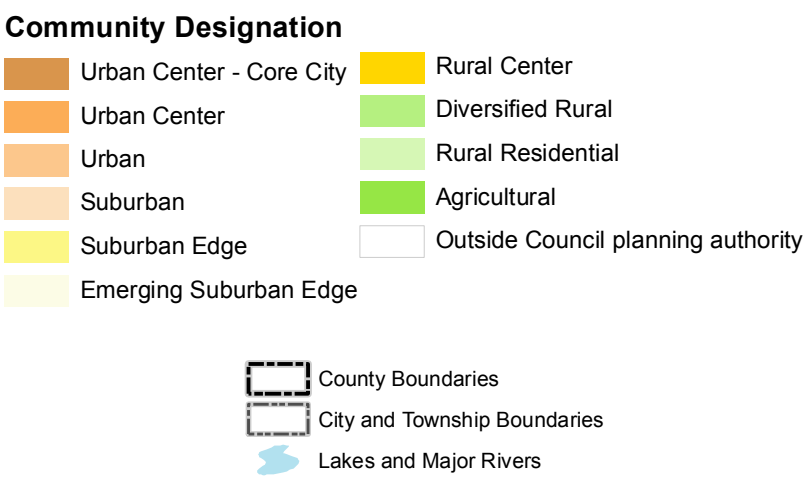 Community Designation
Urban Center - Core City
Urban Center
Urban
Suburban
Suburban Edge
Emerging Suburban Edge
Rural Center
Diversified Rural
Rural Residential
Agricultural
Outside Council planning authority
County Boundaries
City and Township Boundaries
Lakes and Major Rivers